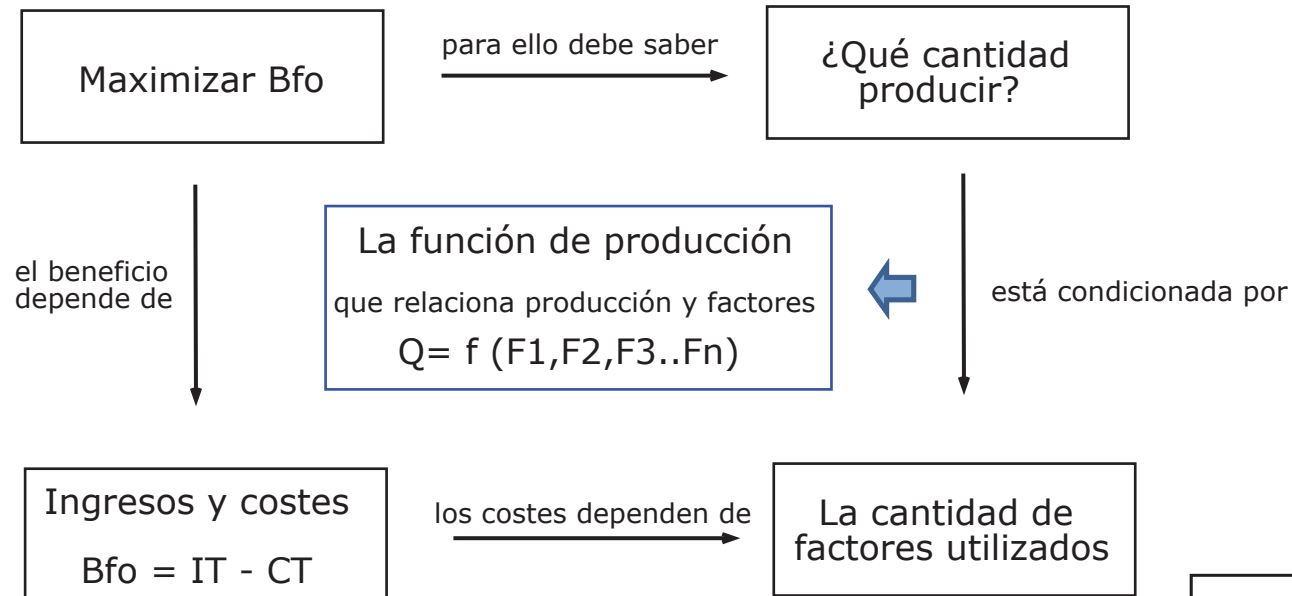 Maximizar Bfo
para ello debe saber
¿Qué cantidad
producir?
el beneficio
depende de
La función de producción
que relaciona producción y factores
Q= f (F1,F2,F3..Fn)
está condicionada por
Ingresos y costes
Bfo = IT - CT
los costes dependen de
La cantidad de
factores utilizados